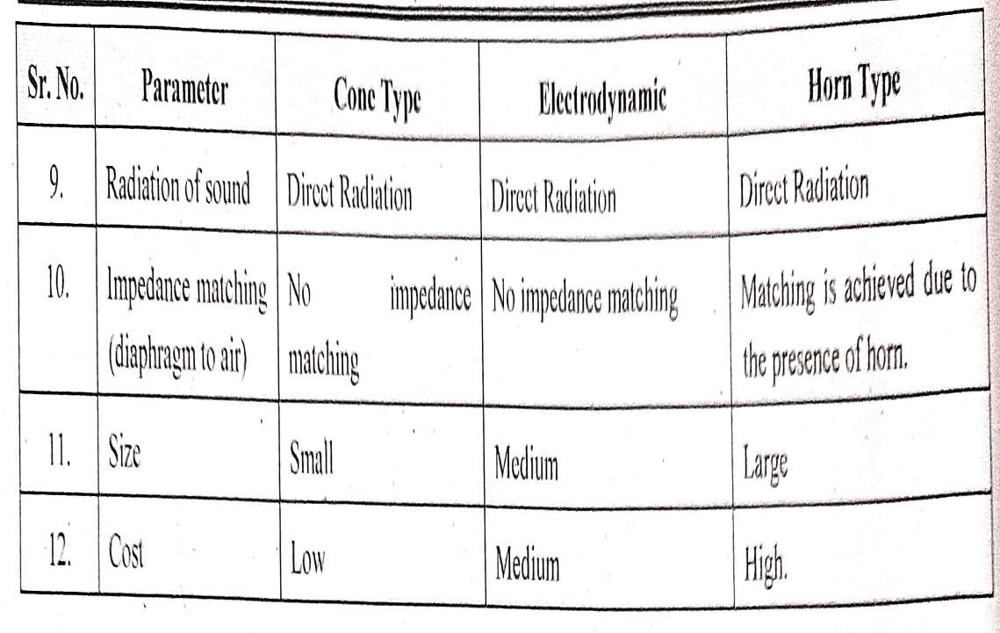 Sr. No. Parameter Cone Type Electrodynamic Horn Type
9. Radiation of sound Direct Radiation Direct Radiation Direct Radiation
10. Impedance matching No impedance No impedance matching Matching is achieved due to
(diaphragm to air) matching the presence of horn.
11. Size Small Medium Large
12. Cost Low Medium High.